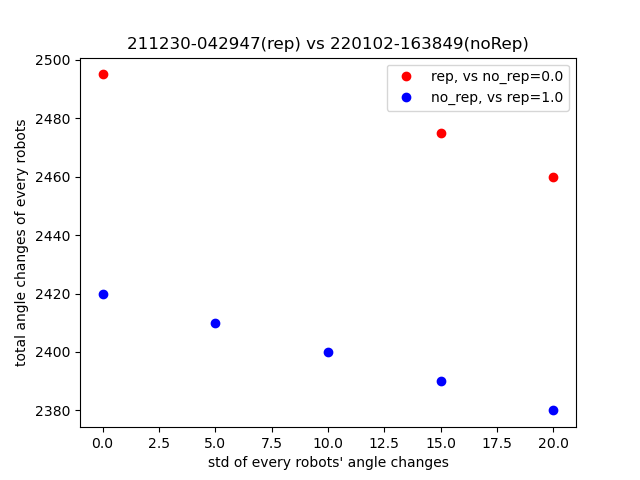 211230-042947(rep) vs 220102-163849(noRep)
rep, vs no_rep=0.0
no_rep, vs rep=1.0
total angle changes of every robots
2500
2480
2460
2440
2420
2400
2380
0.0 2.5 5.0 7.5 10.0 12.5 15.0 17.5 20.0
std of every robots' angle changes